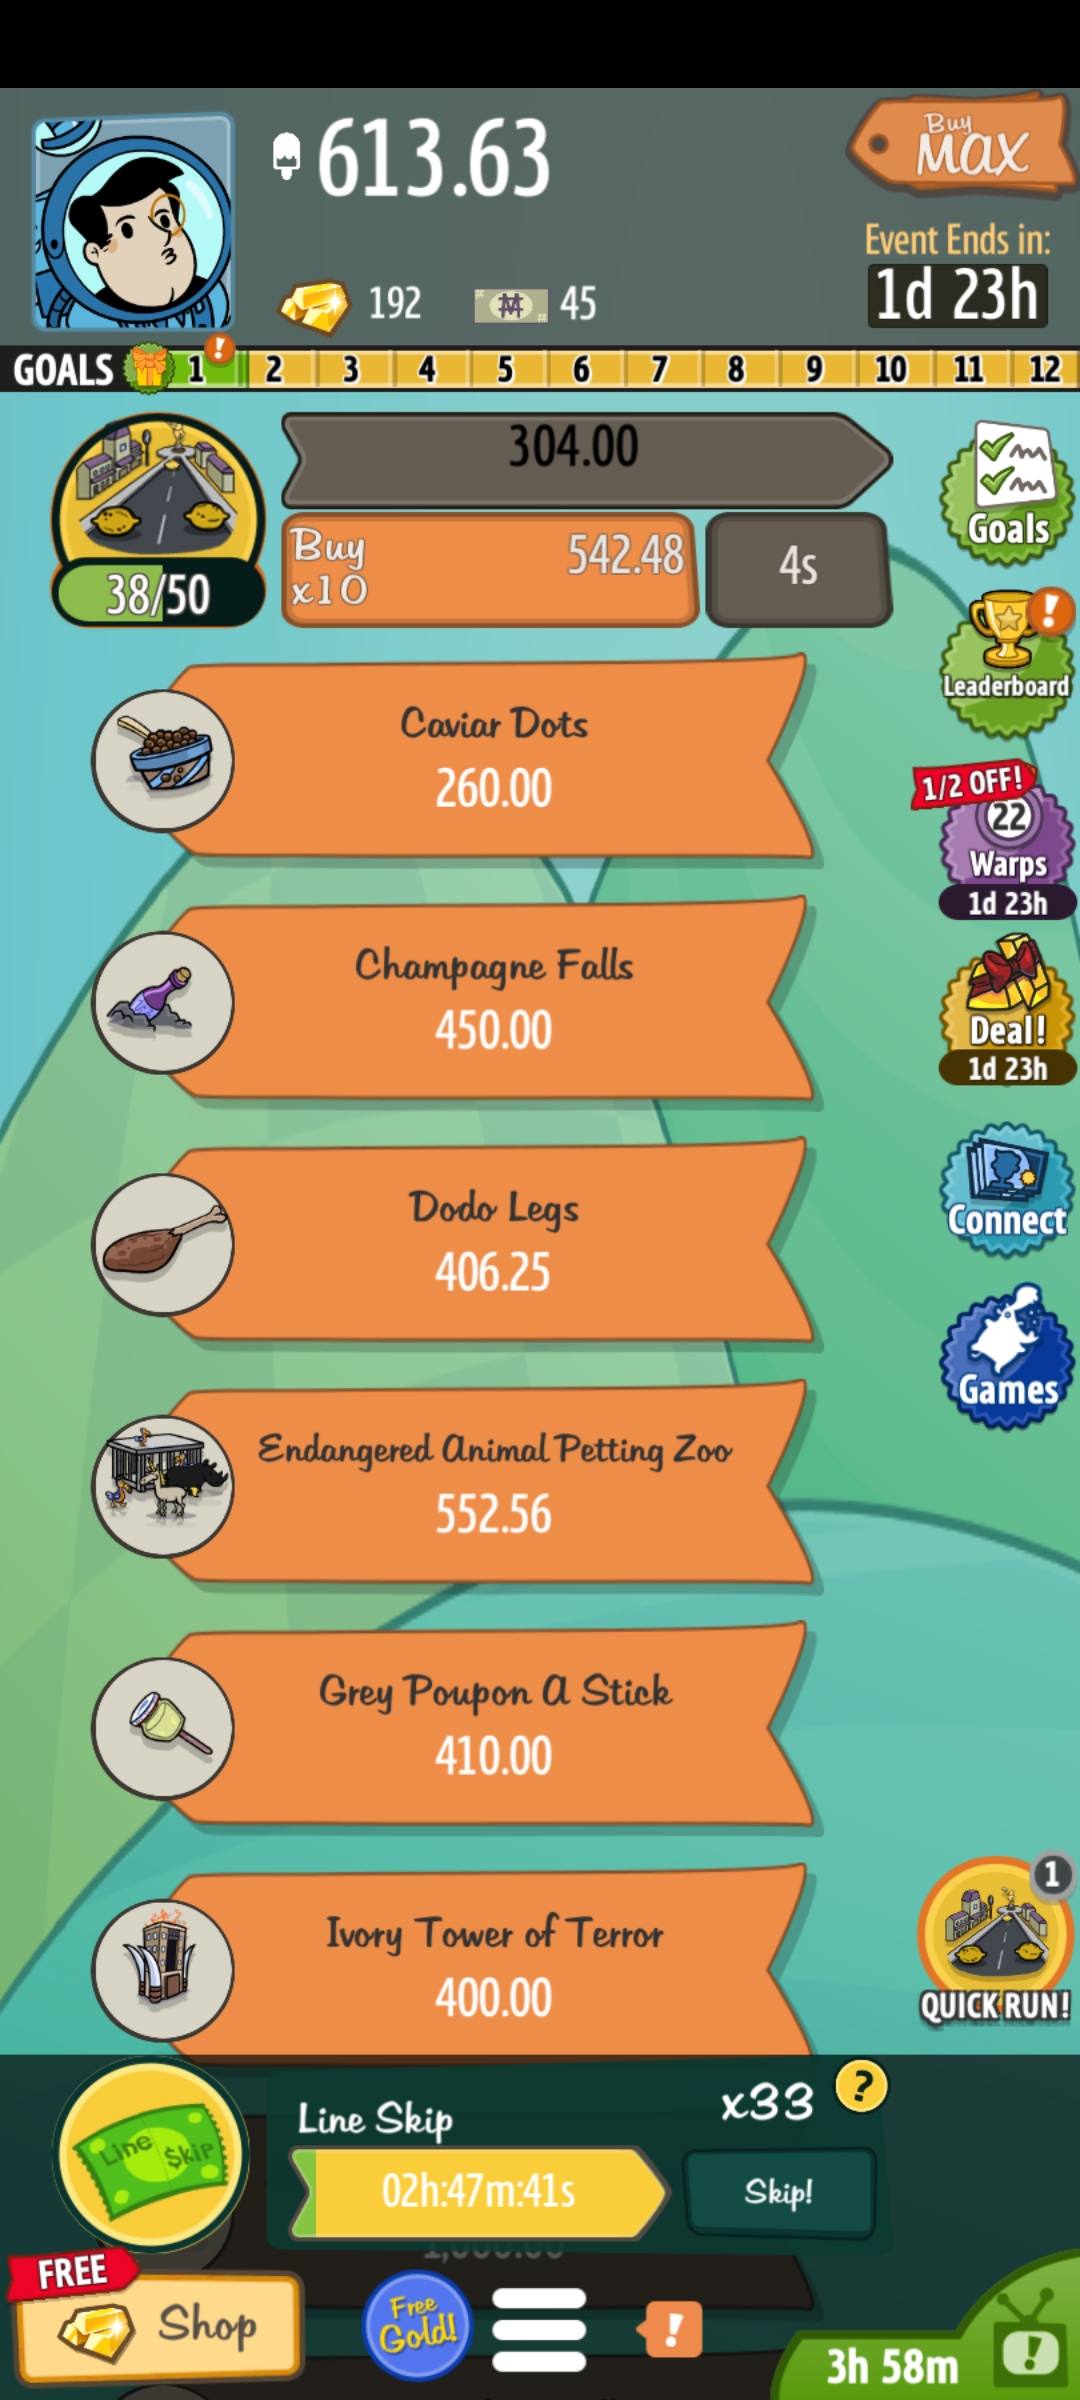 613.63
Buy
MAX
192
45
Event Ends in:
1d 23h
GOALS 1 ! 2 3 4 5 6 7 8 9 10 11 12
304.00
Buy
x10
542.48
4s
38/50
Goals
!
Leaderboard
Caviar Dots
260.00
1/2 OFF!
22
Warps
1d 23h
Champagne Falls
450.00
Deal!
1d 23h
Dodo Legs
406.25
Connect
Endangered Animal Petting Zoo
552.56
Games
Grey Poupon A Stick
410.00
Ivory Tower of Terror
400.00
1
QUICK RUN!
Line Skip
Line Skip
x33
?
02h:47m:41s
Skip!
1,000.00
FREE
Shop
Free
Gold!
!
3h 58m
!